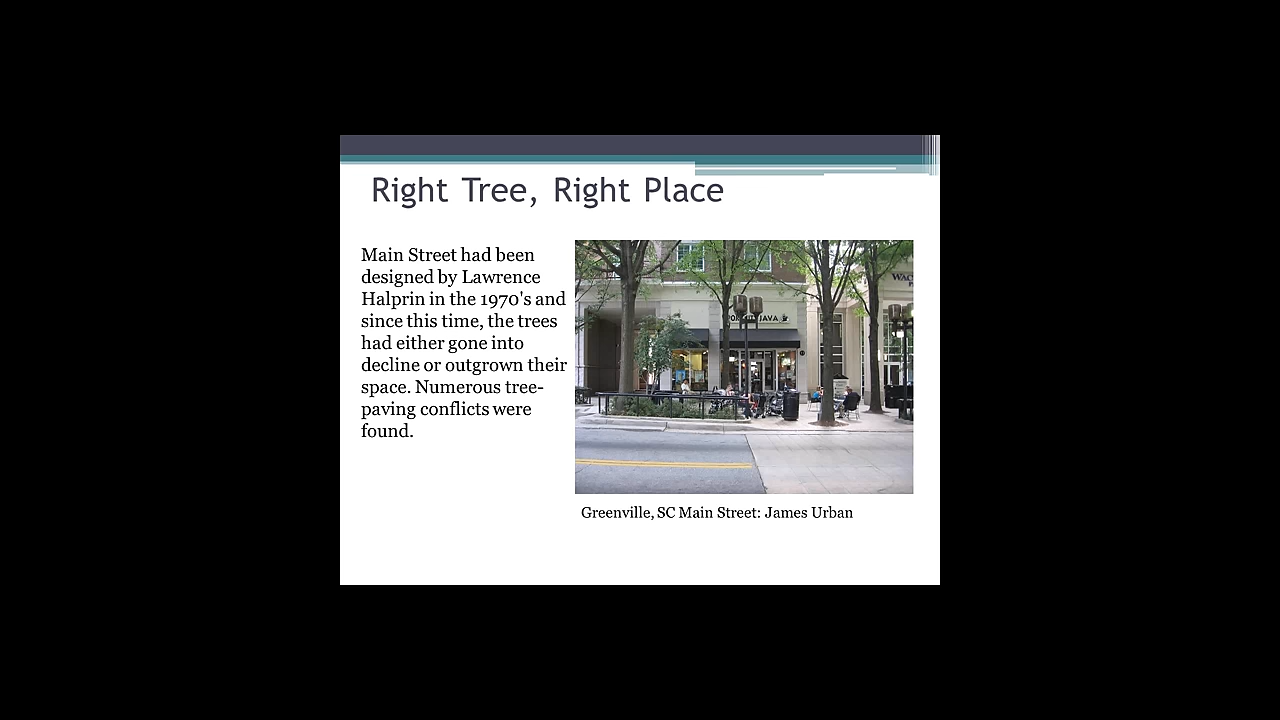 Right Tree, Right Place
Main Street had been
designed by Lawrence
Halprin in the 1970's and
since this time, the trees
had either gone into
decline or outgrown their
space. Numerous tree-
paving conflicts were
found.
JAVA
Greenville, SC Main Street: James Urban